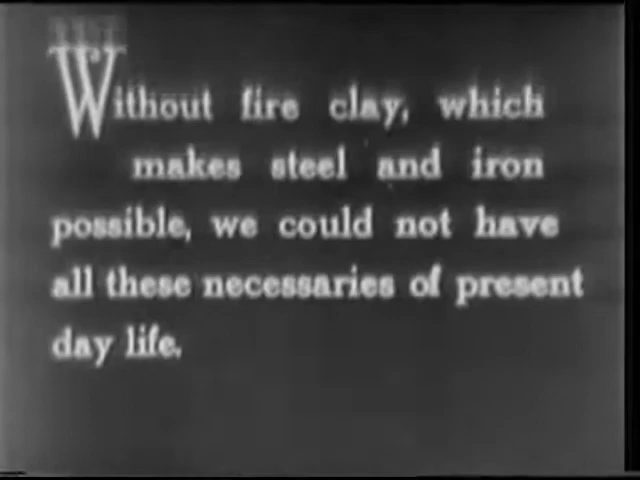 Without fire clay, which
makes steel and iron
possible, we could not have
all these necessaries of present
day life.